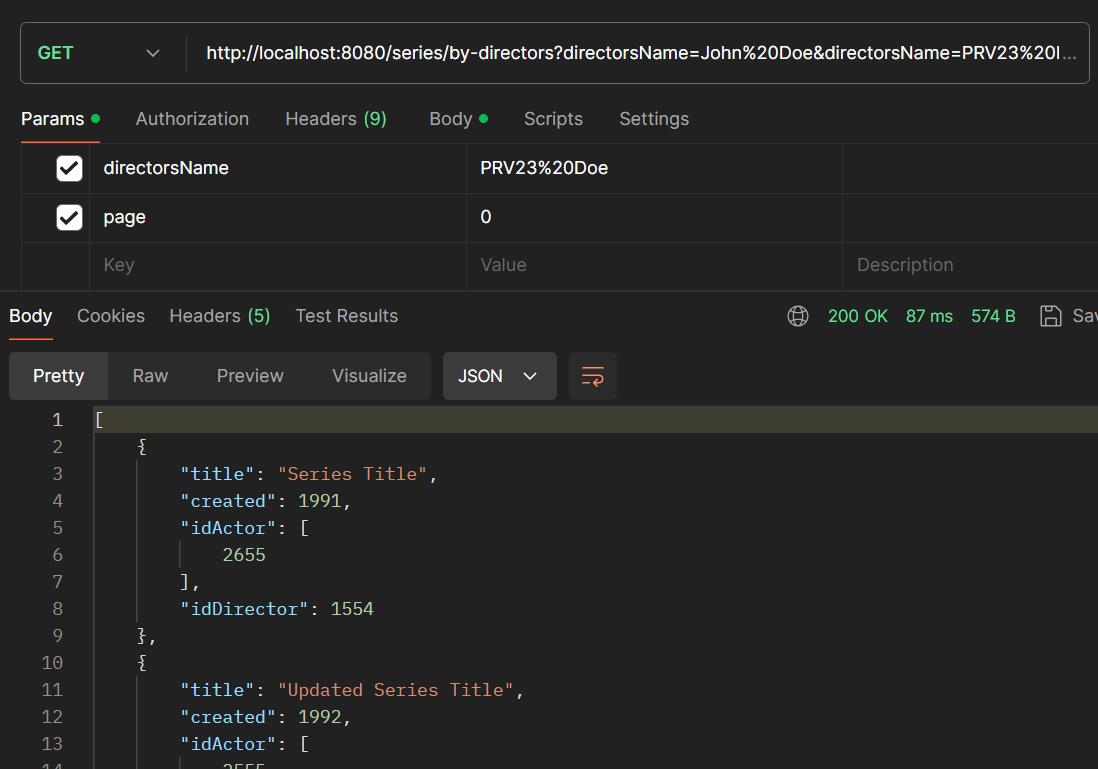 GET http://localhost:8080/series/by-directors?directorsName=John%20Doe&directorsName=PRV23%20I...
Params Authorization Headers (9) Body Scripts Settings
directorsName PRV23%20Doe
page 0
Key Value Description
Body Cookies Headers (5) Test Results 200 OK 87 ms 574 B Sav
Pretty Raw Preview Visualize JSON
1 [
2 {
3 "title": "Series Title",
4 "created": 1991,
5 "idActor": [
6 2655
7 ],
8 "idDirector": 1554
9 },
10 {
11 "title": "Updated Series Title",
12 "created": 1992,
13 "idActor": [